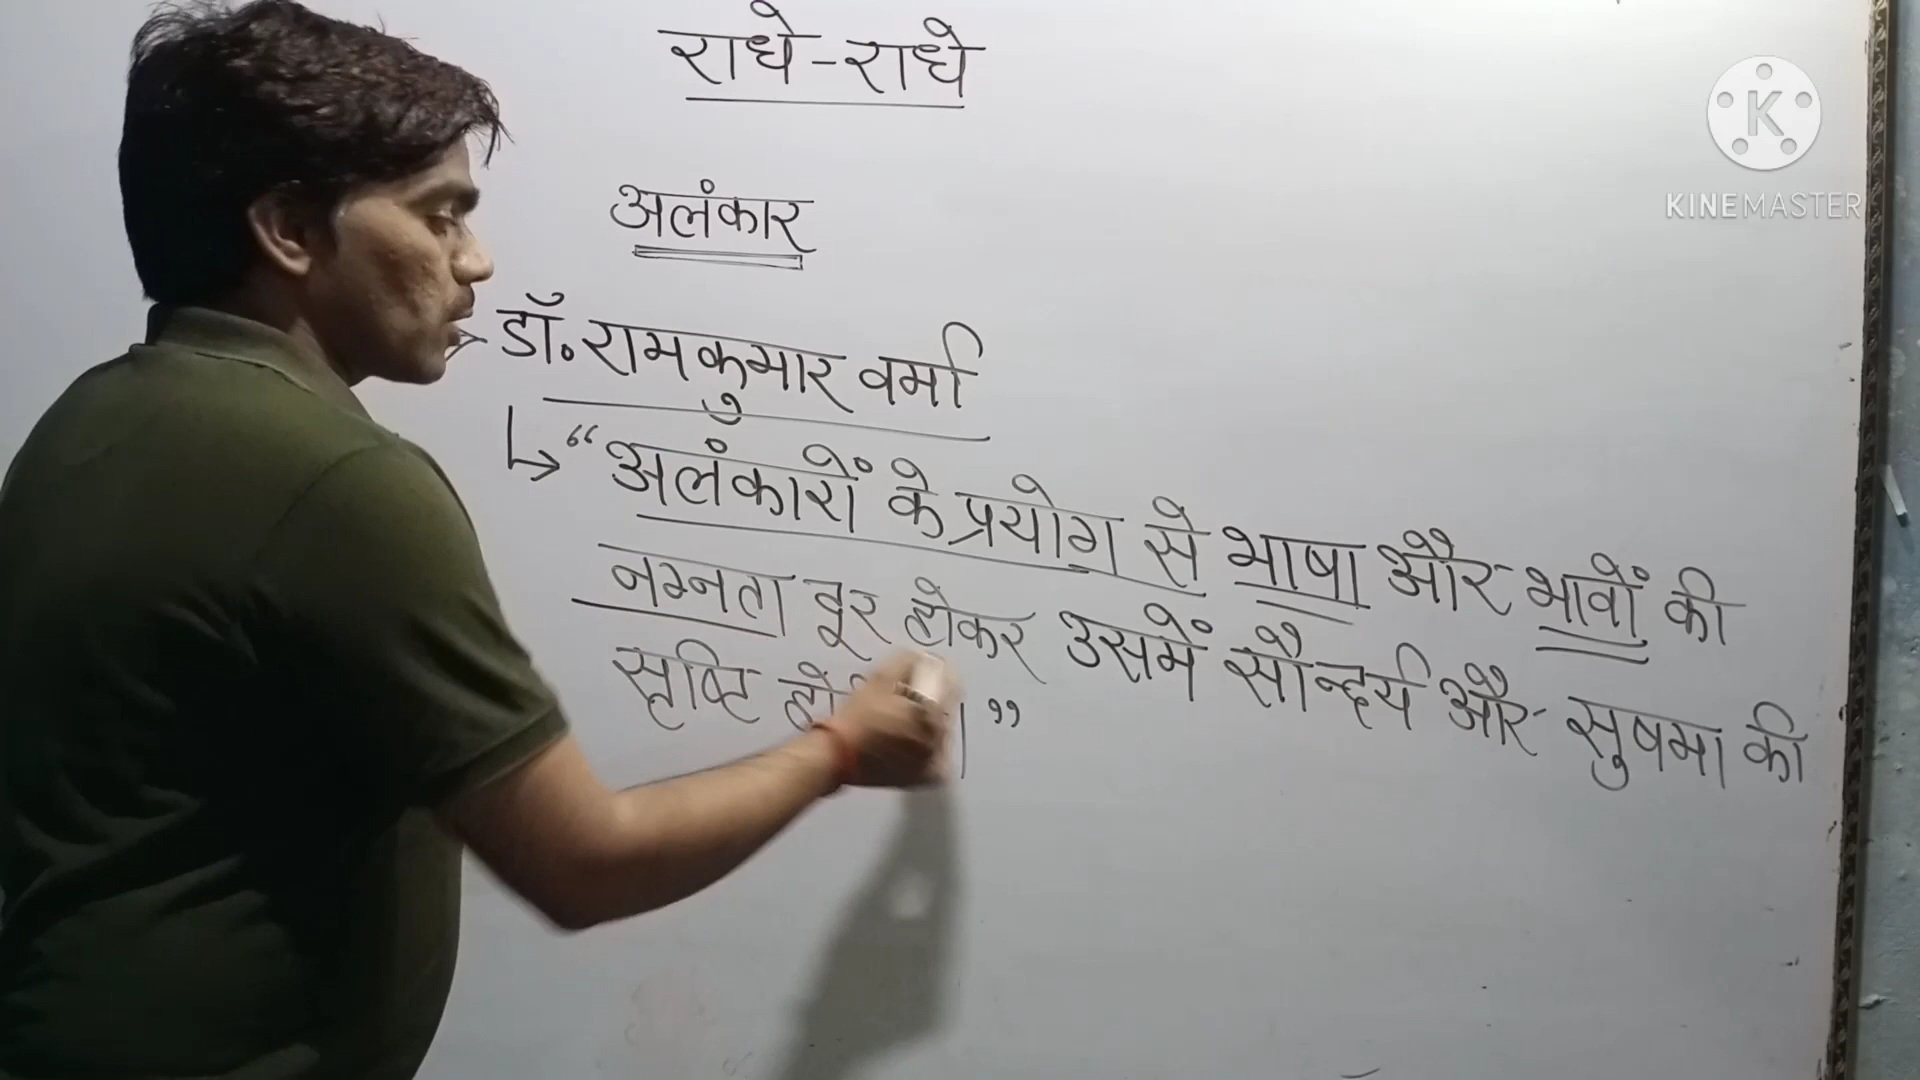 राधे-राधे
अलंकार
डॉ. रामकुमार वर्मा
“अलंकारों के प्रयोग से भाषा और भावों की
नग्नता दूर होकर उसमें सौन्दर्य और सुषमा की
सृष्टि ”
K
KINEMASTER